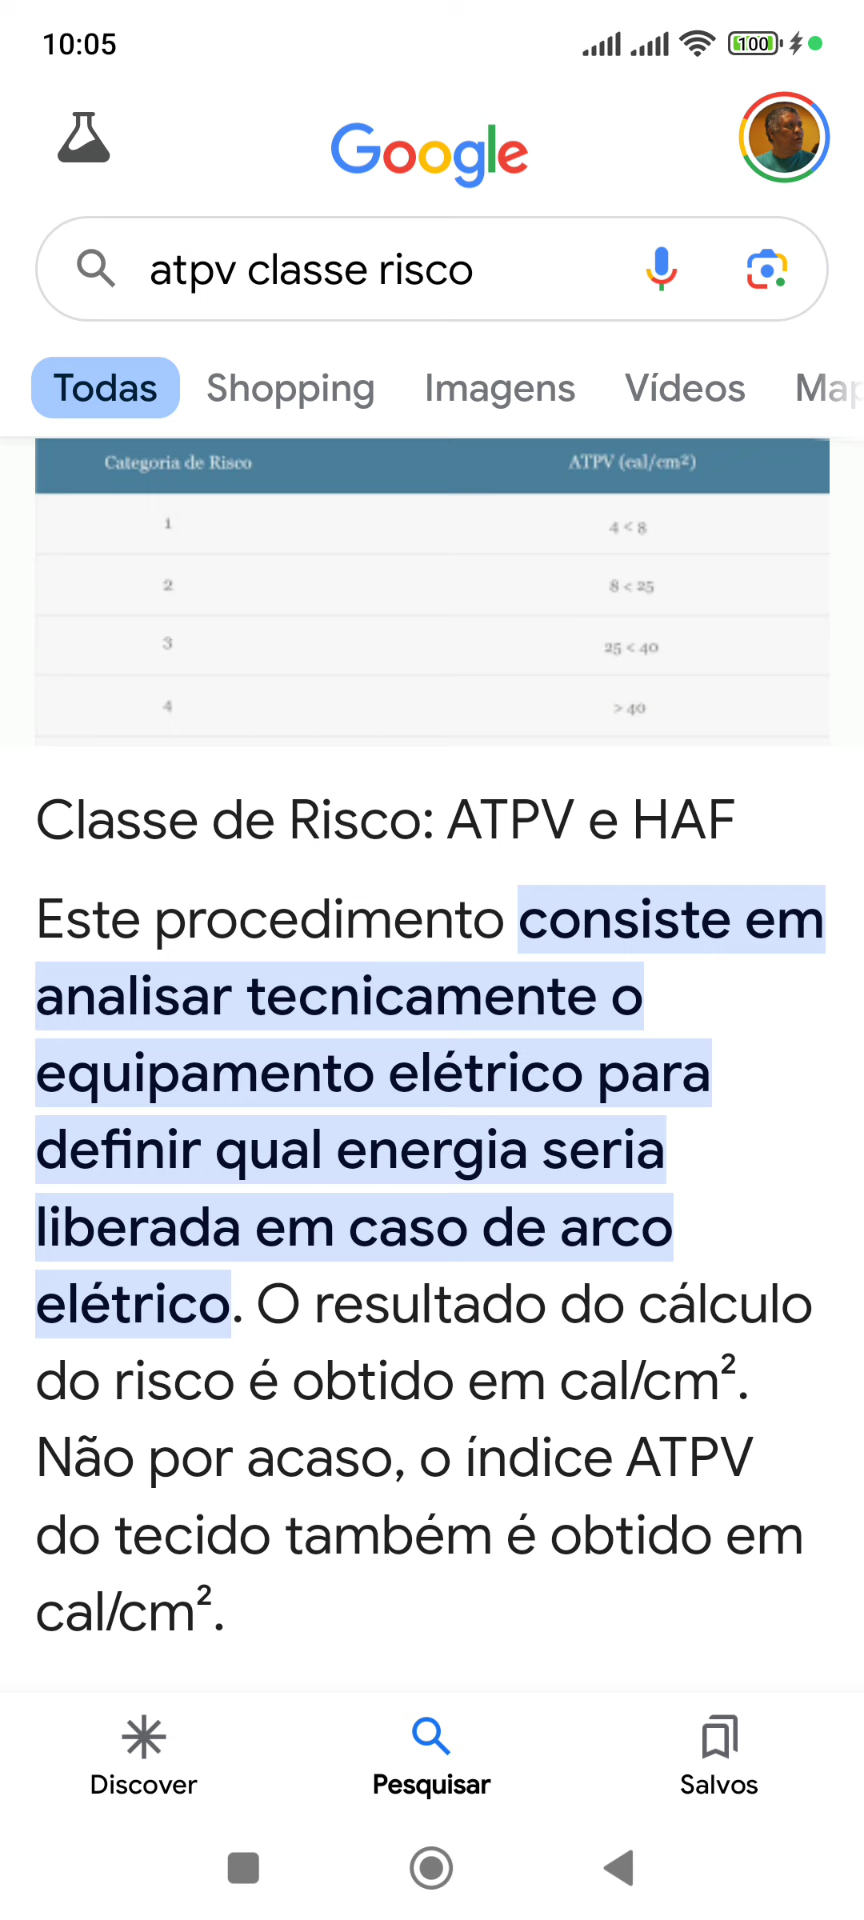 10:05
100
Google
atpv classe risco
Todas Shopping Imagens Vídeos Map
Categoria de Risco ATPV (cal/cm²)
1 4 < 8
2 8 < 25
3 25 < 40
4 > 40
Classe de Risco: ATPV e HAF
Este procedimento consiste em
analisar tecnicamente o
equipamento elétrico para
definir qual energia seria
liberada em caso de arco
elétrico. O resultado do cálculo
do risco é obtido em cal/cm².
Não por acaso, o índice ATPV
do tecido também é obtido em
cal/cm².
Discover Pesquisar Salvos